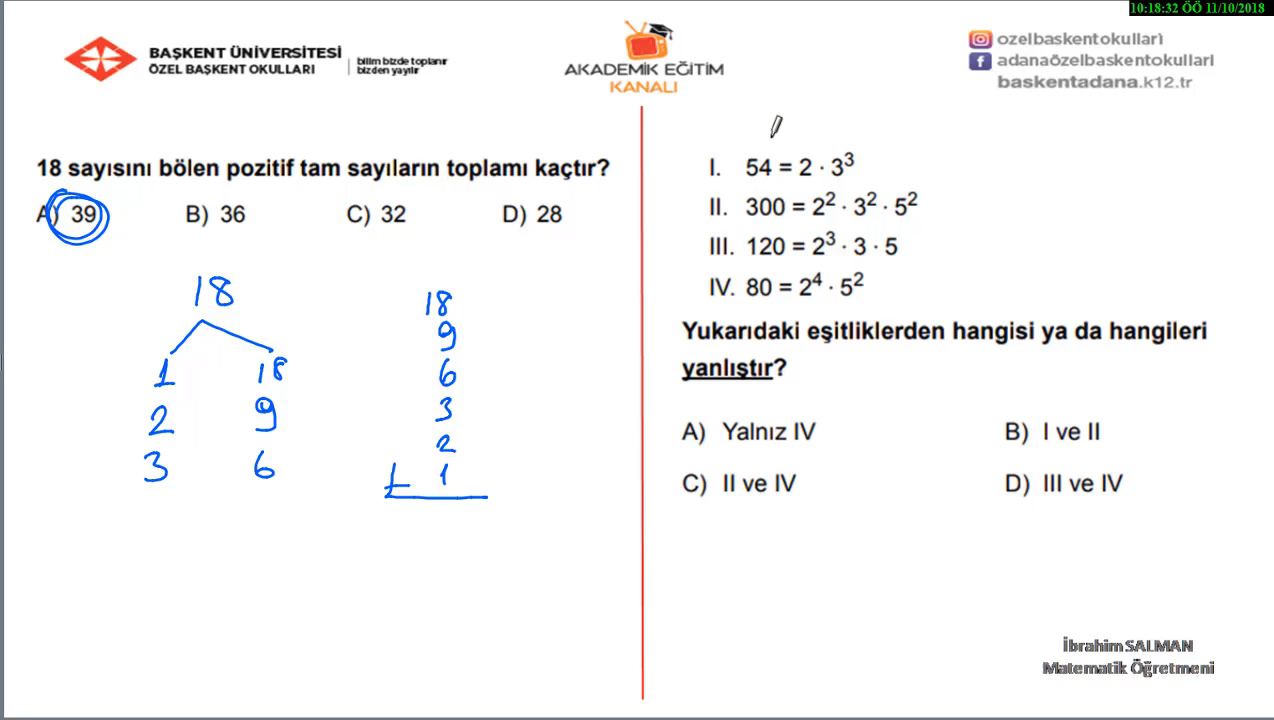 10:18:32 ÖÖ 11/10/2018
BAŞKENT ÜNİVERSİTESİ
ÖZEL BAŞKENT OKULLARI
bilim bizde toplanır
bizden yayılır
AKADEMİK EĞİTİM
KANALI
ozelbaskentokulları
adanaözelbaskentokullari
baskentadana.k12.tr
18 sayısını bölen pozitif tam sayıların toplamı kaçtır?
A) 39 B) 36 C) 32 D) 28
18
1 18
2 9
3 6
18
9
6
3
2
+ 1
I. 54 = 2 · 3³
II. 300 = 2² · 3² · 5²
III. 120 = 2³ · 3 · 5
IV. 80 = 2⁴ · 5²
Yukarıdaki eşitliklerden hangisi ya da hangileri
yanlıştır?
A) Yalnız IV B) I ve II
C) II ve IV D) III ve IV
İbrahim SALMAN
Matematik Öğretmeni